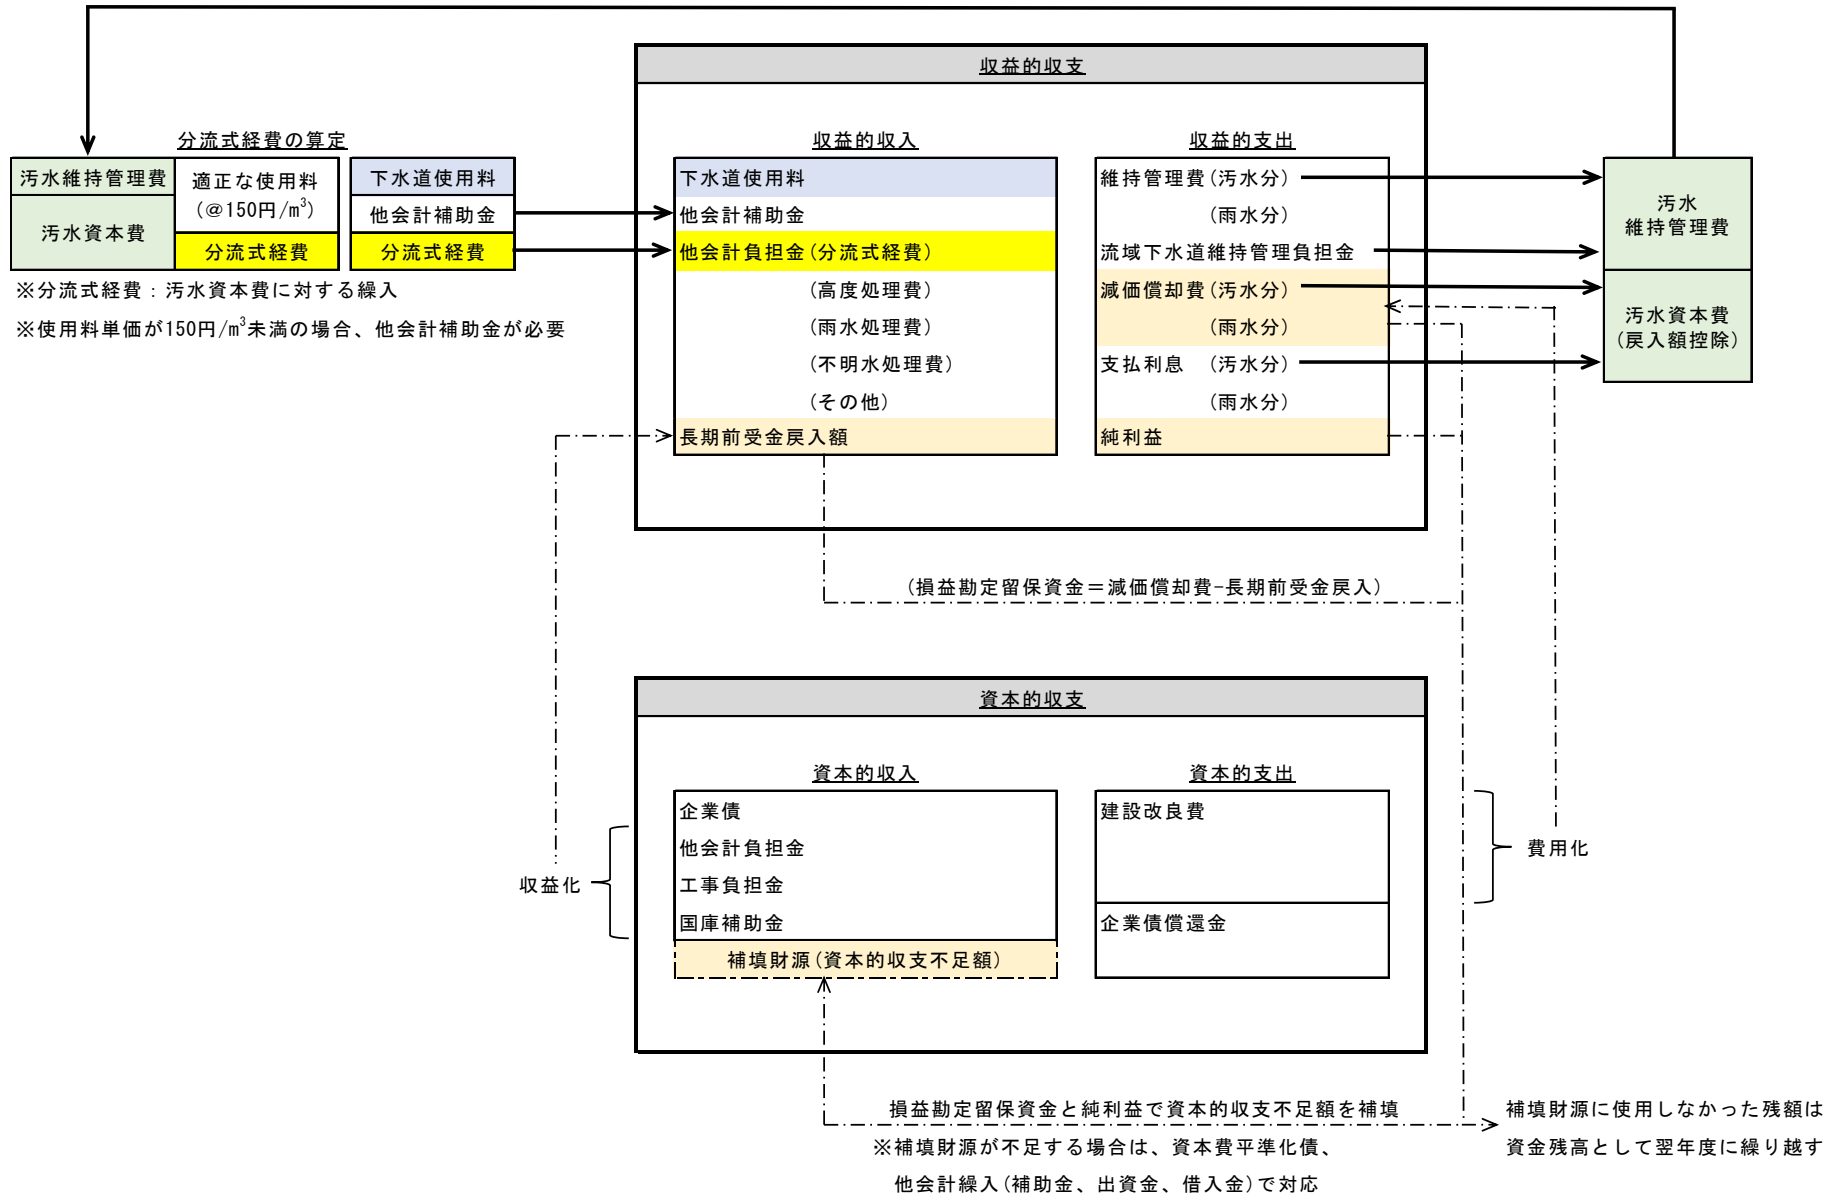 収益的収支
分流式経費の算定
汚水維持管理費
汚水資本費
適正な使用料
(@150円/m³)
分流式経費
下水道使用料
他会計補助金
分流式経費
※分流式経費：汚水資本費に対する繰入
※使用料単価が150円/m³未満の場合、他会計補助金が必要
収益的収入
下水道使用料
他会計補助金
他会計負担金(分流式経費)
(高度処理費)
(雨水処理費)
(不明水処理費)
(その他)
長期前受金戻入額
収益的支出
維持管理費(汚水分)
(雨水分)
流域下水道維持管理負担金
減価償却費(汚水分)
(雨水分)
支払利息 (汚水分)
(雨水分)
純利益
汚水
維持管理費
汚水資本費
(戻入額控除)
(損益勘定留保資金＝減価償却費-長期前受金戻入)
資本的収支
資本的収入
企業債
他会計負担金
工事負担金
国庫補助金
補填財源(資本的収支不足額)
収益化
資本的支出
建設改良費
企業債償還金
費用化
損益勘定留保資金と純利益で資本的収支不足額を補填
※補填財源が不足する場合は、資本費平準化債、
他会計繰入(補助金、出資金、借入金)で対応
補填財源に使用しなかった残額は
資金残高として翌年度に繰り越す